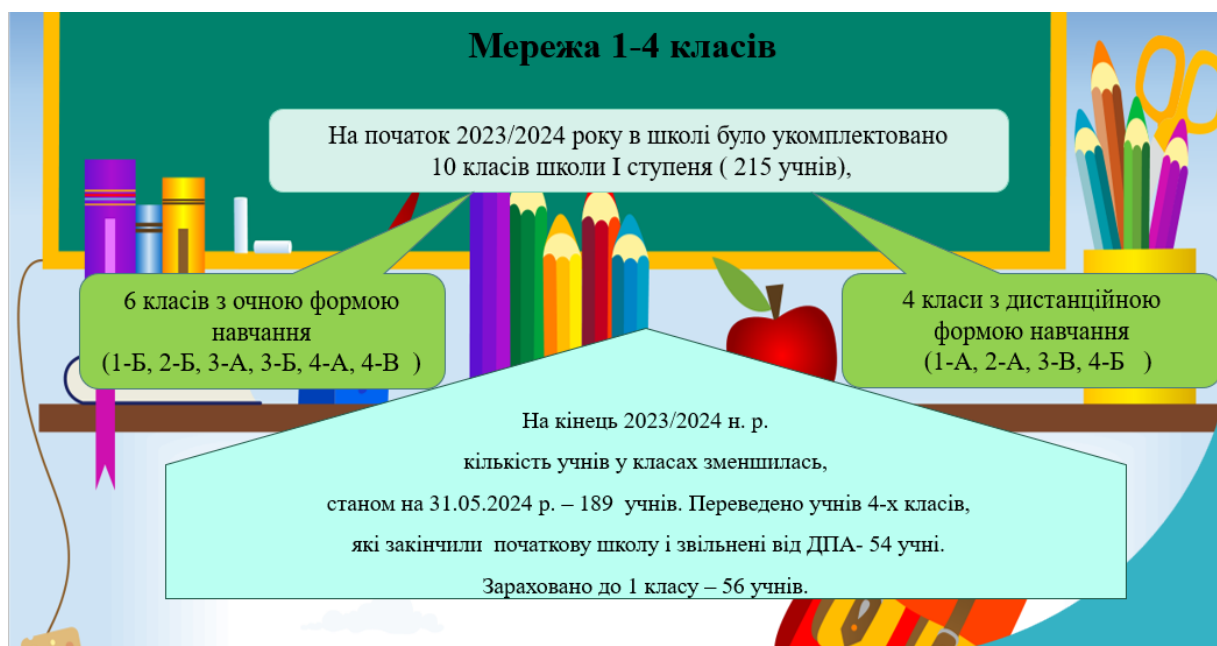 Мережа 1-4 класів
На початок 2023/2024 року в школі було укомплектовано
10 класів школи І ступеня ( 215 учнів),
6 класів з очною формою
навчання
(1-Б, 2-Б, 3-А, 3-Б, 4-А, 4-В )
4 класи з дистанційною
формою навчання
(1-А, 2-А, 3-В, 4-Б )
На кінець 2023/2024 н. р.
кількість учнів у класах зменшилась,
станом на 31.05.2024 р. – 189 учнів. Переведено учнів 4-х класів,
які закінчили початкову школу і звільнені від ДПА- 54 учні.
Зараховано до 1 класу – 56 учнів.